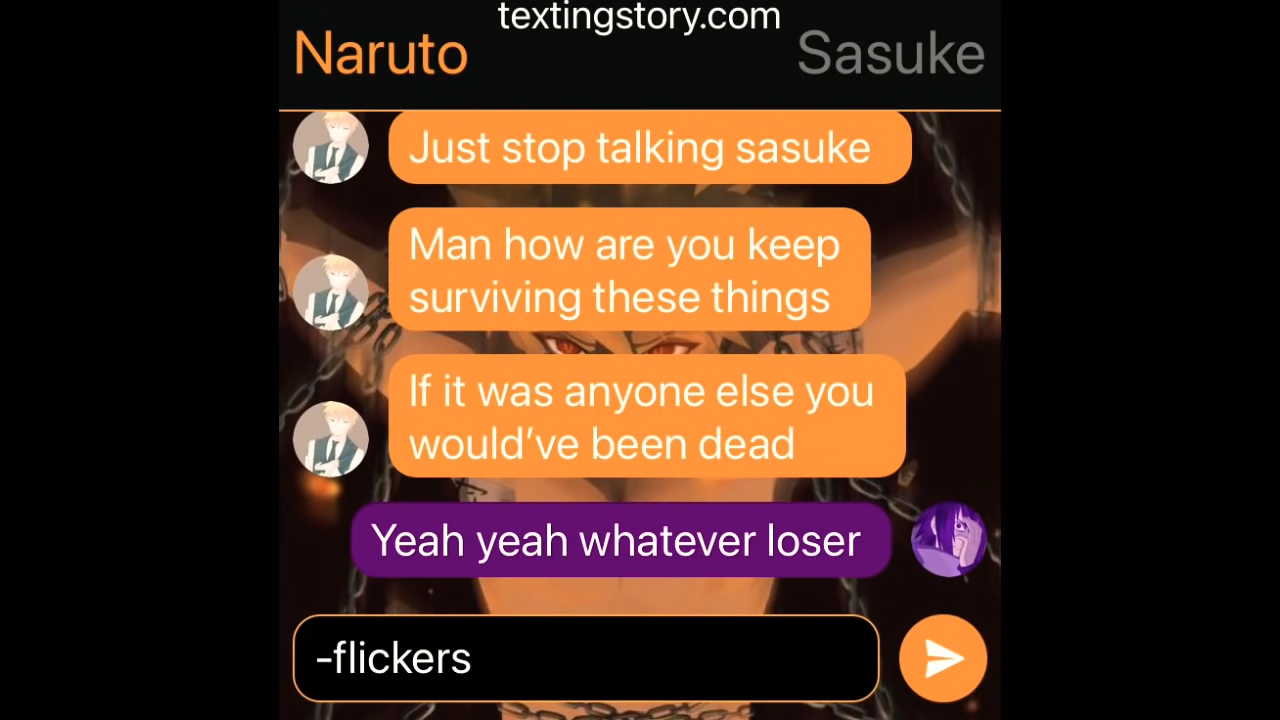 textingstory.com
Naruto
Sasuke
Just stop talking sasuke
Man how are you keep
surviving these things
If it was anyone else you
would’ve been dead
Yeah yeah whatever loser
-flickers